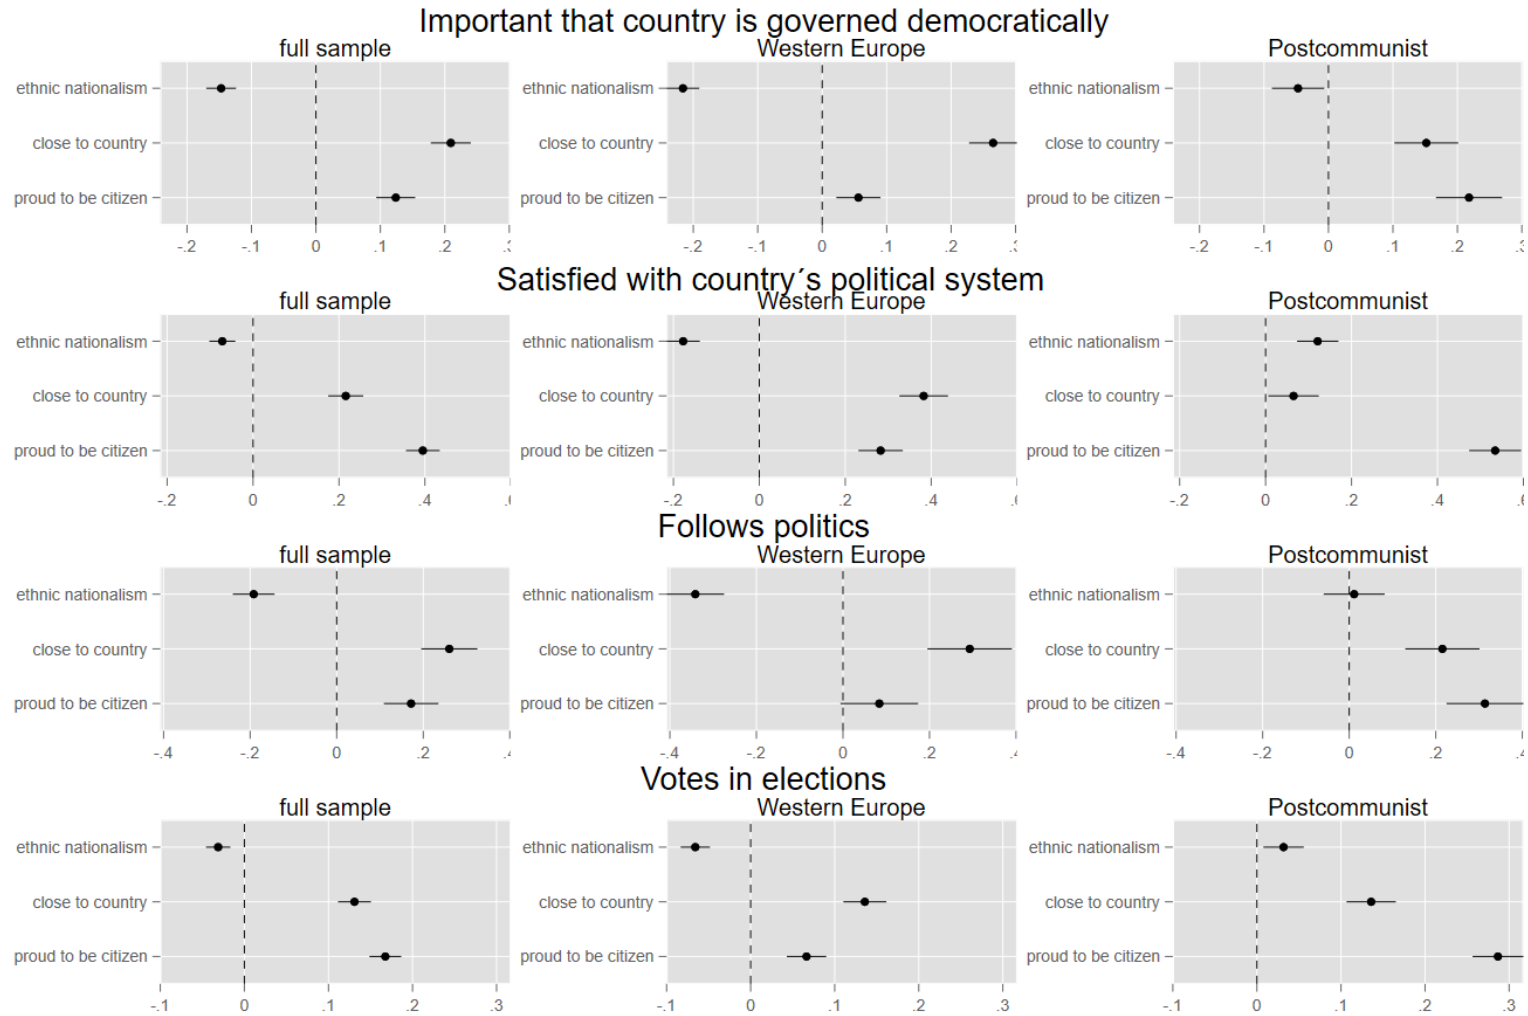 Important that country is governed democratically
full sample Western Europe Postcommunist
ethnic nationalism ethnic nationalism ethnic nationalism
close to country close to country close to country
proud to be citizen proud to be citizen proud to be citizen
-.2 -.1 0 .1 .2 -.2 -.1 0 .1 .2 .3 -.2 -.1 0 .1 .2 .3
Satisfied with country´s political system
full sample Western Europe Postcommunist
ethnic nationalism ethnic nationalism ethnic nationalism
close to country close to country close to country
proud to be citizen proud to be citizen proud to be citizen
-.2 0 .2 .4 -.2 0 .2 .4 .6 -.2 0 .2 .4 .6
Follows politics
full sample Western Europe Postcommunist
ethnic nationalism ethnic nationalism ethnic nationalism
close to country close to country close to country
proud to be citizen proud to be citizen proud to be citizen
-.4 -.2 0 .2 -.4 -.2 0 .2 .4 -.4 -.2 0 .2 .4
Votes in elections
full sample Western Europe Postcommunist
ethnic nationalism ethnic nationalism ethnic nationalism
close to country close to country close to country
proud to be citizen proud to be citizen proud to be citizen
-.1 0 .1 .2 .3 -.1 0 .1 .2 .3 -.1 0 .1 .2 .3